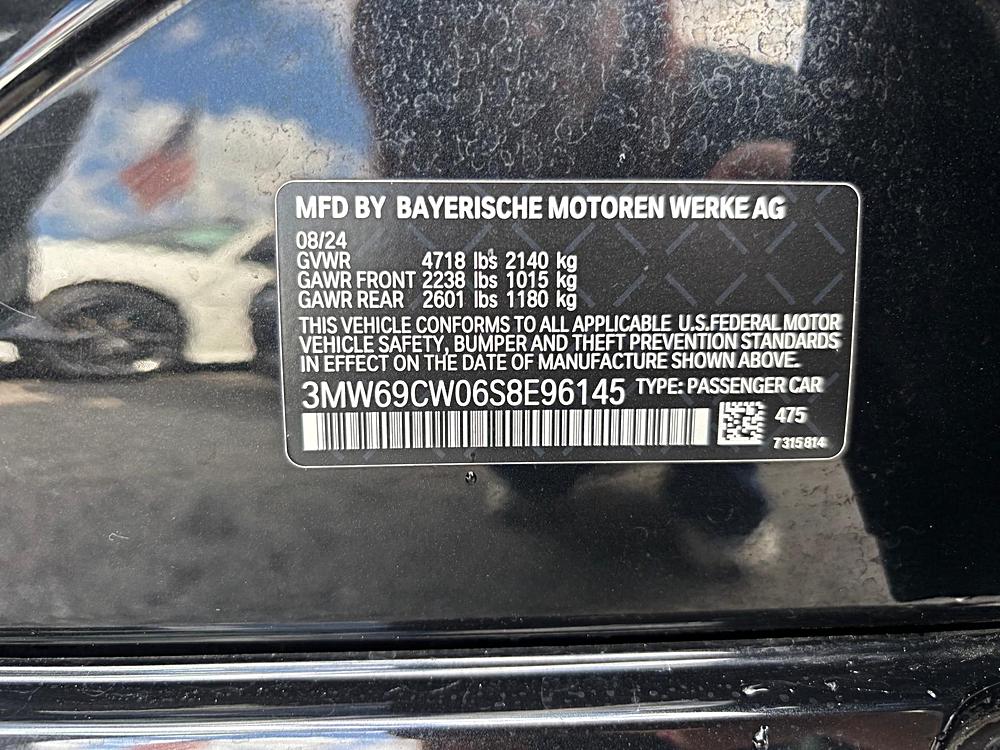 MFD BY BAYERISCHE MOTOREN WERKE AG
08/24
GVWR 4718 lbs 2140 kg
GAWR FRONT 2238 lbs 1015 kg
GAWR REAR 2601 lbs 1180 kg
THIS VEHICLE CONFORMS TO ALL APPLICABLE U.S.FEDERAL MOTOR
VEHICLE SAFETY, BUMPER AND THEFT PREVENTION STANDARDS
IN EFFECT ON THE DATE OF MANUFACTURE SHOWN ABOVE.
3MW69CW06S8E96145 TYPE: PASSENGER CAR
475
7315814